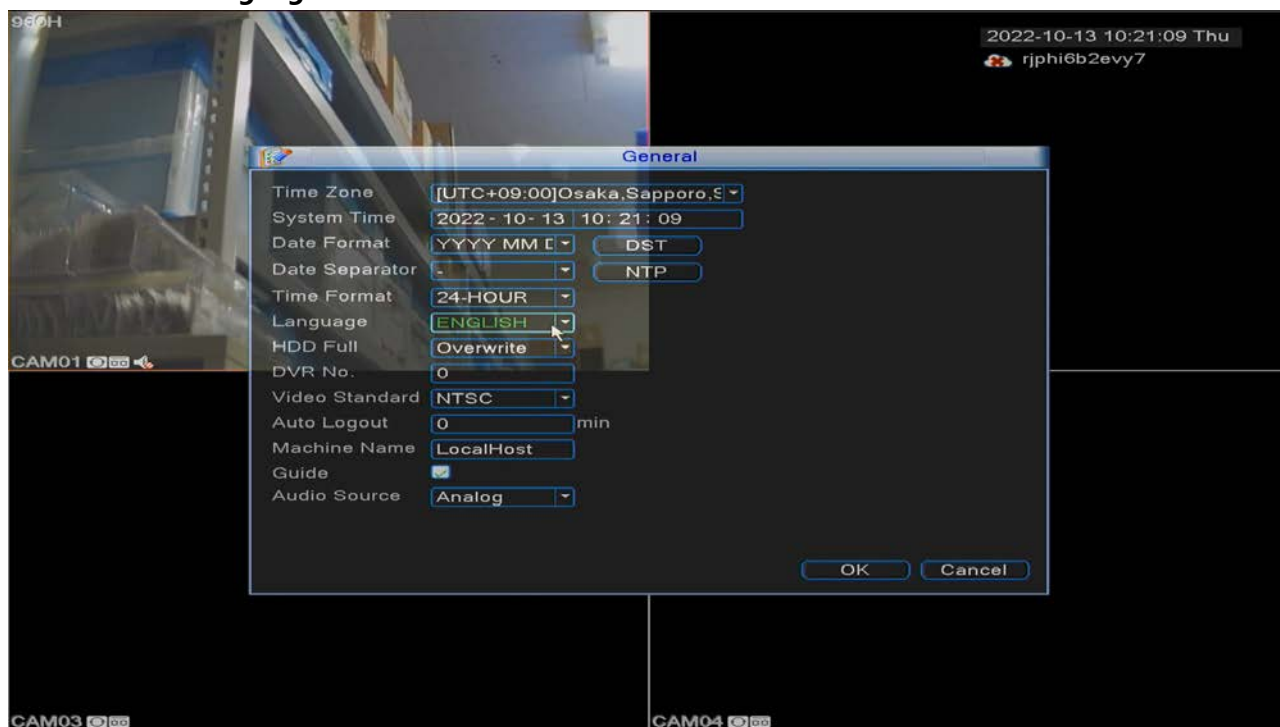 960H
2022-10-13 10:21:09 Thu
rjphi6b2evy7
General
Time Zone [UTC+09:00]Osaka,Sapporo,S
System Time 2022 - 10 - 13 10: 21: 09
Date Format YYYY MM D DST
Date Separator - NTP
Time Format 24-HOUR
Language ENGLISH
HDD Full Overwrite
DVR No. 0
Video Standard NTSC
Auto Logout 0 min
Machine Name LocalHost
Guide
Audio Source Analog
OK Cancel
CAM01
CAM03 CAM04